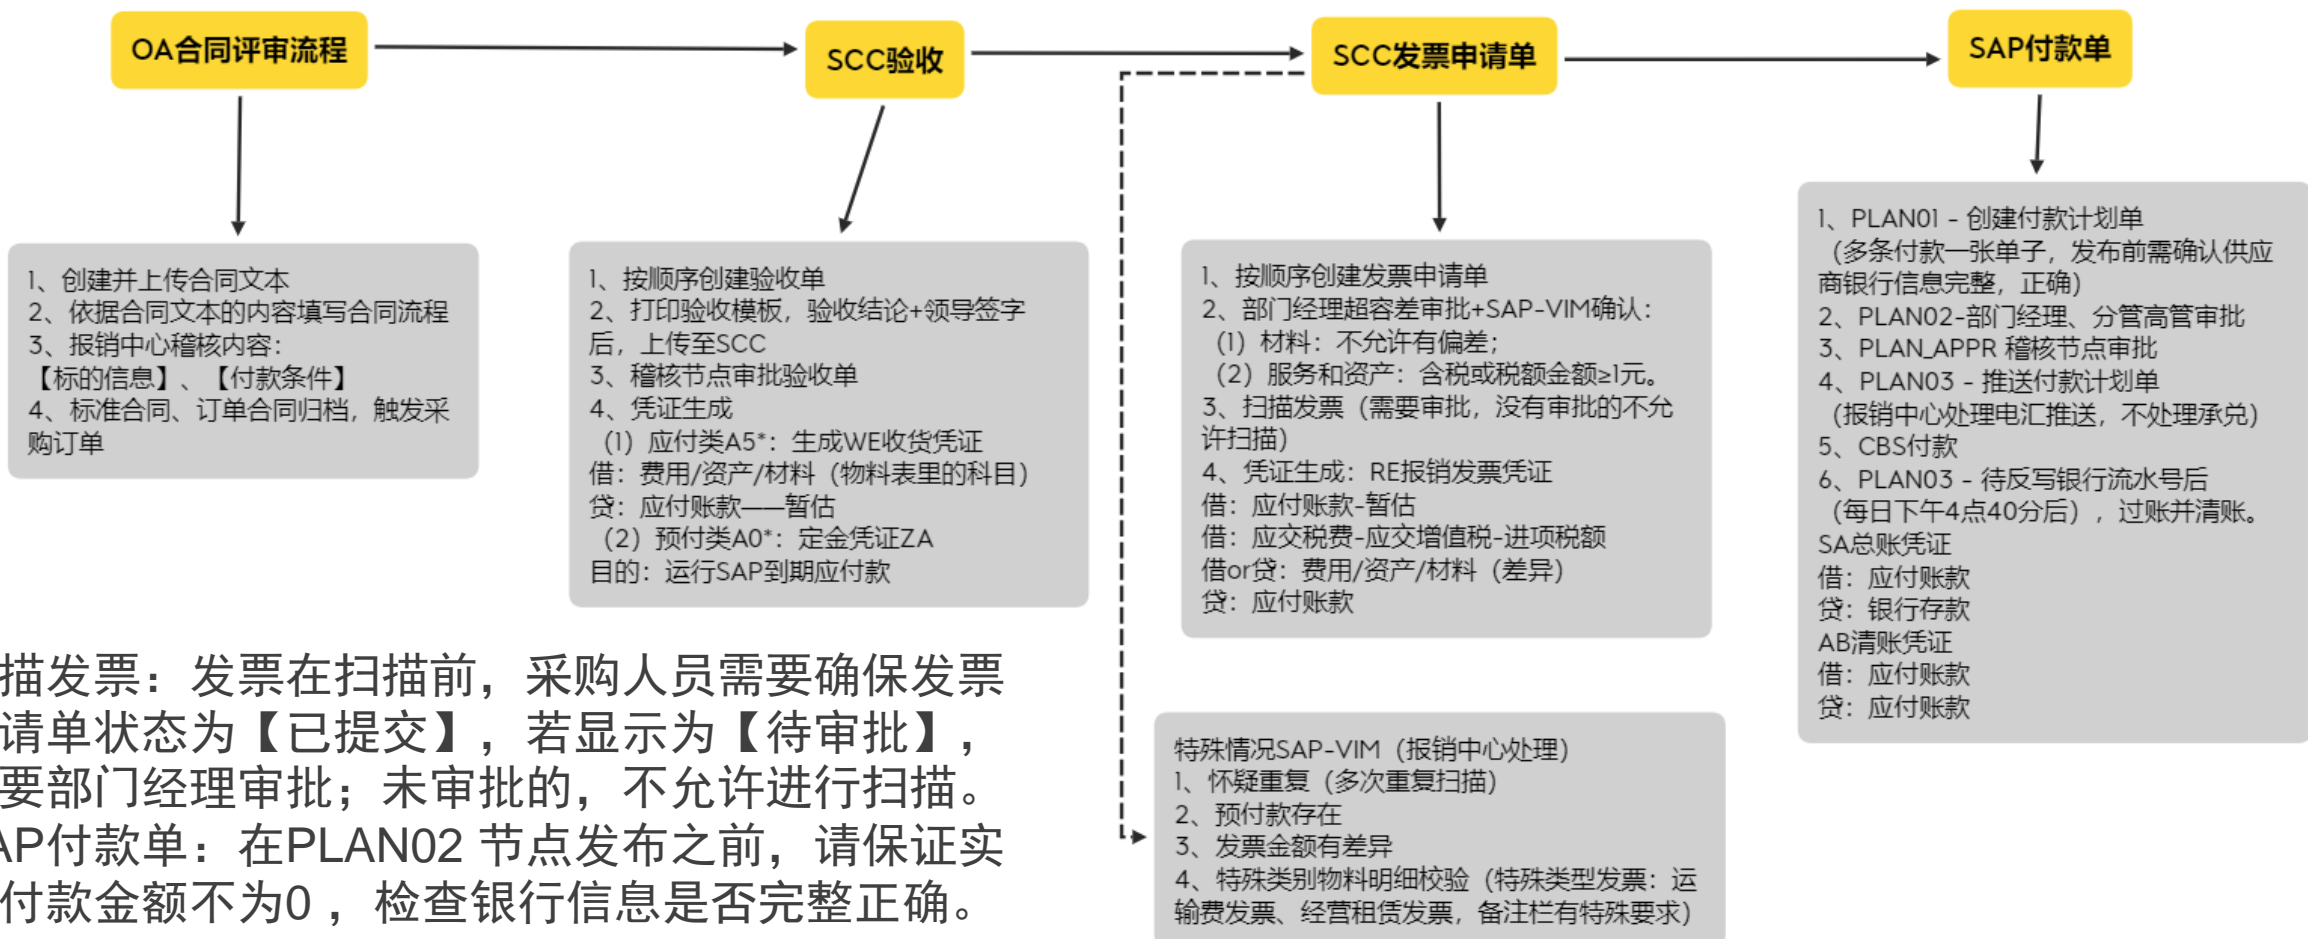 OA合同评审流程
SCC验收
SCC发票申请单
SAP付款单
1、创建并上传合同文本
2、依据合同文本的内容填写合同流程
3、报销中心稽核内容：
【标的信息】、【付款条件】
4、标准合同、订单合同归档，触发采
购订单
1、按顺序创建验收单
2、打印验收模板，验收结论+领导签字
后，上传至SCC
3、稽核节点审批验收单
4、凭证生成
（1）应付类A5*：生成WE收货凭证
借：费用/资产/材料（物料表里的科目）
贷：应付账款——暂估
（2）预付类A0*：定金凭证ZA
目的：运行SAP到期应付款
1、按顺序创建发票申请单
2、部门经理超容差审批+SAP-VIM确认：
（1）材料：不允许有偏差；
（2）服务和资产：含税或税额金额≥1元。
3、扫描发票（需要审批，没有审批的不允
许扫描）
4、凭证生成：RE报销发票凭证
借：应付账款-暂估
借：应交税费-应交增值税-进项税额
借or贷：费用/资产/材料（差异）
贷：应付账款
1、PLAN01 - 创建付款计划单
（多条付款一张单子，发布前需确认供应
商银行信息完整，正确）
2、PLAN02-部门经理、分管高管审批
3、PLAN_APPR 稽核节点审批
4、PLAN03 - 推送付款计划单
（报销中心处理电汇推送，不处理承兑）
5、CBS付款
6、PLAN03 - 待反写银行流水号后
（每日下午4点40分后），过账并清账。
SA总账凭证
借：应付账款
贷：银行存款
AB清账凭证
借：应付账款
贷：应付账款
描发票：发票在扫描前，采购人员需要确保发票
请单状态为【已提交】，若显示为【待审批】，
要部门经理审批；未审批的，不允许进行扫描。
AP付款单：在PLAN02 节点发布之前，请保证实
付款金额不为0 ，检查银行信息是否完整正确。
特殊情况SAP-VIM（报销中心处理）
1、怀疑重复（多次重复扫描）
2、预付款存在
3、发票金额有差异
4、特殊类别物料明细校验（特殊类型发票：运
输费发票、经营租赁发票，备注栏有特殊要求）